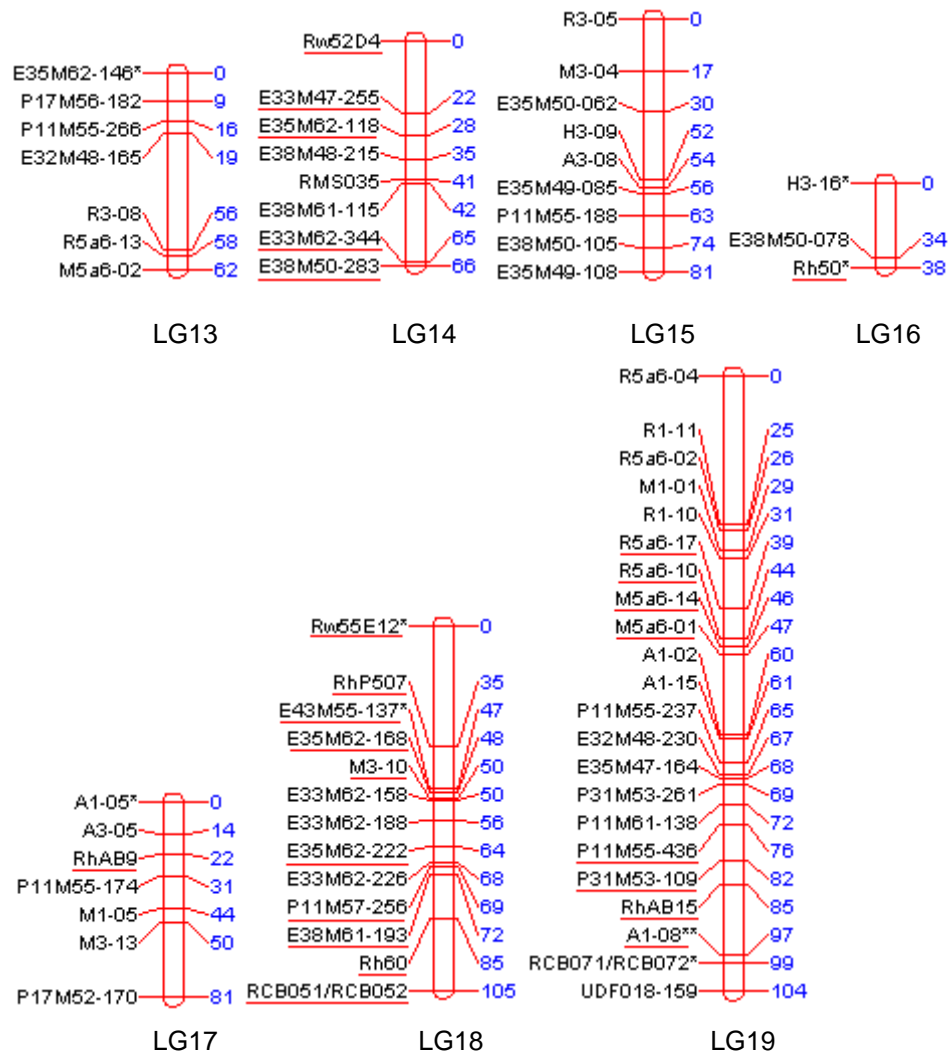 E35M62-146* 0
P17M56-182 9
P11M55-266 16
E32M48-165 19
R3-08 56
R5a6-13 58
M5a6-02 62
LG13
Rw52D4 0
E33M47-255 22
E35M62-118 28
E38M48-215 35
RMS035 41
E38M61-115 42
E33M62-344 65
E38M50-283 66
LG14
R3-05 0
M3-04 17
E35M50-062 30
H3-09 52
A3-08 54
E35M49-085 56
P11M55-188 63
E38M50-105 74
E35M49-108 81
LG15
H3-16* 0
E38M50-078 34
Rh50* 38
LG16
A1-05* 0
A3-05 14
RhAB9 22
P11M55-174 31
M1-05 44
M3-13 50
P17M52-170 81
LG17
Rw55E12* 0
RhP507 35
E43M55-137* 47
E35M62-168 48
M3-10 50
E33M62-158 50
E33M62-188 56
E35M62-222 64
E33M62-226 68
P11M57-256 69
E38M61-193 72
Rh60 85
RCB051/RCB052 105
LG18
R5a6-04 0
R1-11 25
R5a6-02 26
M1-01 29
R1-10 31
R5a6-17 39
R5a6-10 44
M5a6-14 46
M5a6-01 47
A1-02 60
A1-15 61
P11M55-237 65
E32M48-230 67
E35M47-164 68
P31M53-261 69
P11M61-138 72
P11M55-436 76
P31M53-109 82
RhAB15 85
A1-08** 97
RCB071/RCB072* 99
UDF018-159 104
LG19